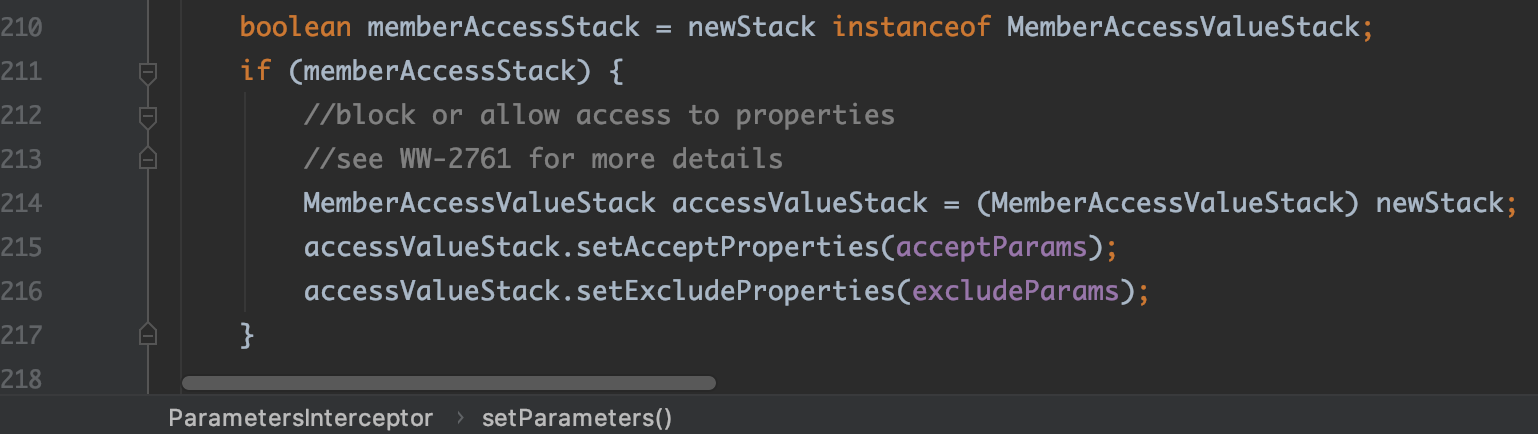 210 boolean memberAccessStack = newStack instanceof MemberAccessValueStack;
211 if (memberAccessStack) {
212 //block or allow access to properties
213 //see WW-2761 for more details
214 MemberAccessValueStack accessValueStack = (MemberAccessValueStack) newStack;
215 accessValueStack.setAcceptProperties(acceptParams);
216 accessValueStack.setExcludeProperties(excludeParams);
217 }
218
ParametersInterceptor › setParameters()